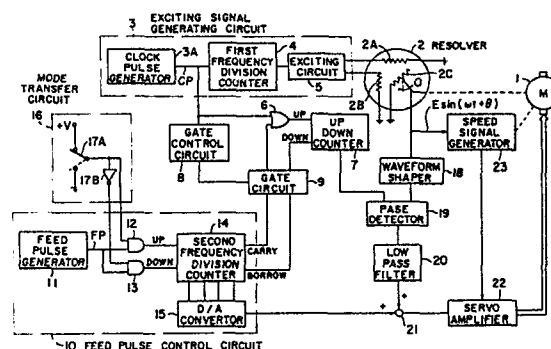 EXCITING SIGNAL
GENERATING CIRCUIT
3
3A
CLOCK PULSE
GENERATOR
CP
4
FIRST
FREQUENCY
DIVISION
COUNTER
EXCITING
CIRCUIT
5
2A
2 RESOLVER
2C
θ
2B
1
M
MODE
TRANSFER
CIRCUIT
16
+V
17A
17B
6
UP
DOWN
UP
DOWN
COUNTER
7
E sin(ωt+θ)
SPEED
SIGNAL
GENERATOR
23
GATE
CONTROL
CIRCUIT
8
GATE
CIRCUIT
9
WAVEFORM
SHAPER
18
PASE
DETECTOR
19
FEED
PULSE
GENERATOR
11
FP
12
UP
DOWN
13
14
SECOND
FREQUENCY
DIVISION
COUNTER
CARRY
BORROW
LOW
PASS
FILTER
20
15
D/A
CONVERTOR
+
+
21
22
SERVO
AMPLIFIER
10 FEED PULSE CONTROL CIRCUIT